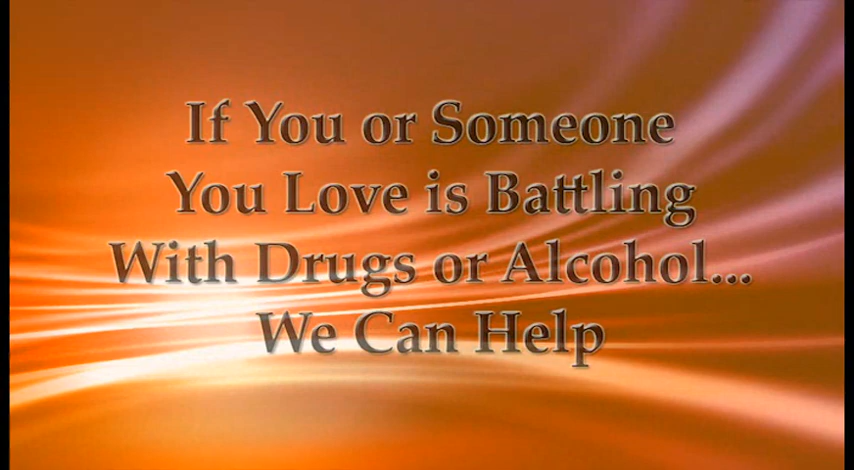 If You or Someone
You Love is Battling
With Drugs or Alcohol...
We Can Help